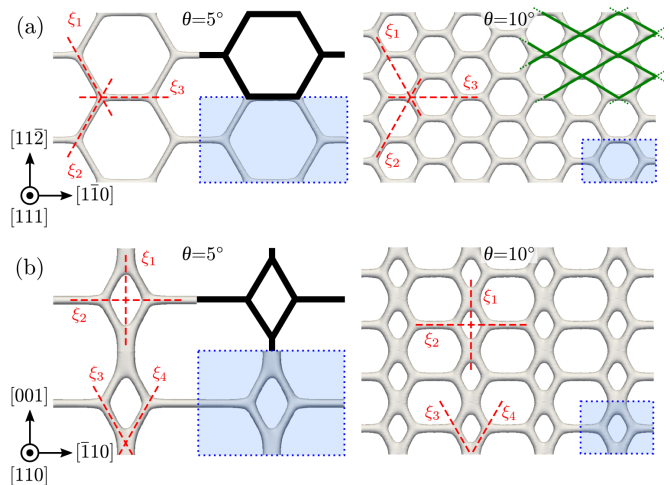 (a)
θ=5°
θ=10°
ξ₁
ξ₃
ξ₂
ξ₁
ξ₃
ξ₂
[112̄]
[11̄0]
[111]
(b)
θ=5°
θ=10°
ξ₁
ξ₂
ξ₃
ξ₄
ξ₁
ξ₂
ξ₃
ξ₄
[001]
[1̄10]
[110]